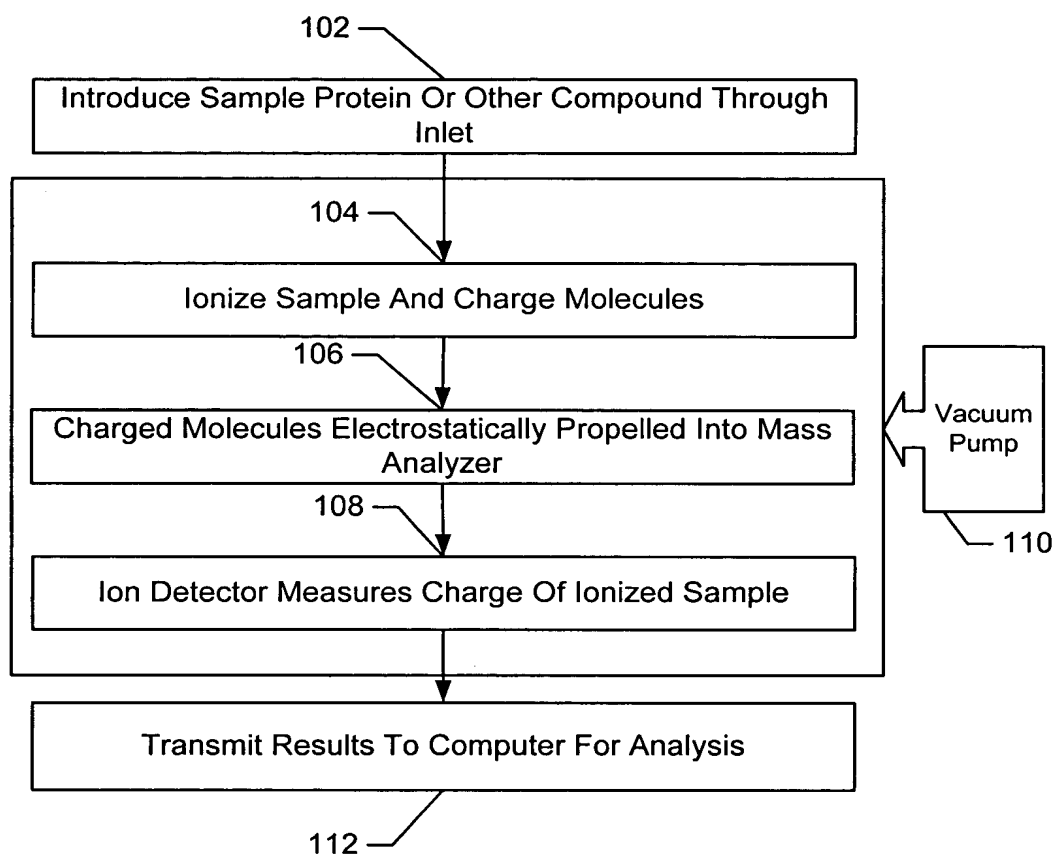 102
Introduce Sample Protein Or Other Compound Through
Inlet
104
Ionize Sample And Charge Molecules
106
Charged Molecules Electrostatically Propelled Into Mass
Analyzer
Vacuum
Pump
110
108
Ion Detector Measures Charge Of Ionized Sample
Transmit Results To Computer For Analysis
112